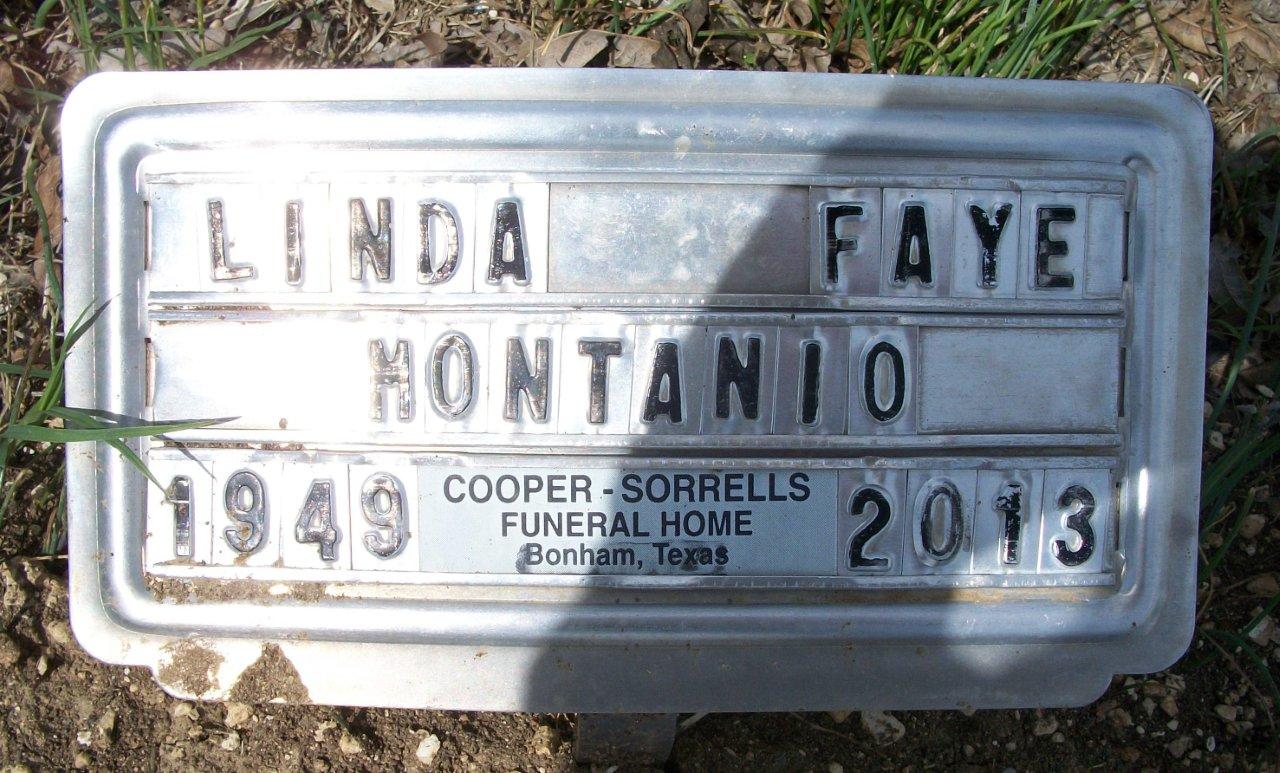 LINDA FAYE
MONTANIO
1949 COOPER-SORRELLS 2013
FUNERAL HOME
Bonham, Texas